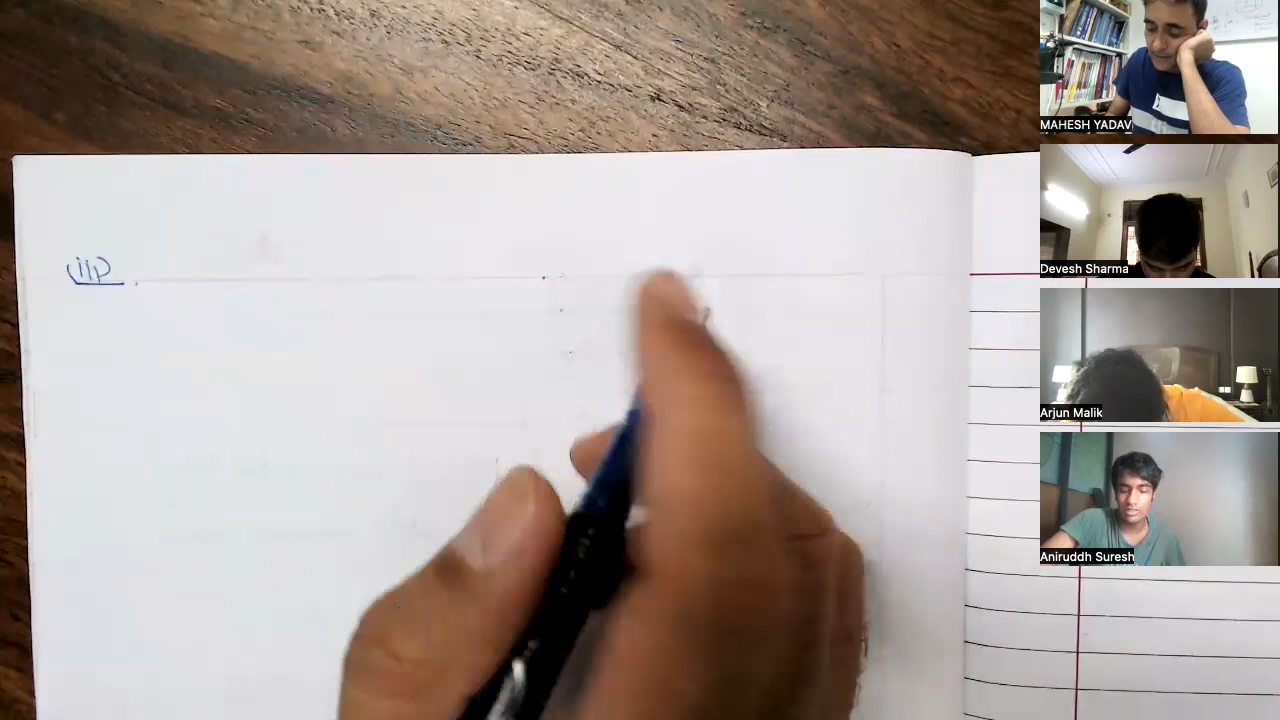 iii)
MAHESH YADAV
Devesh Sharma
Arjun Malik
Aniruddh Suresh